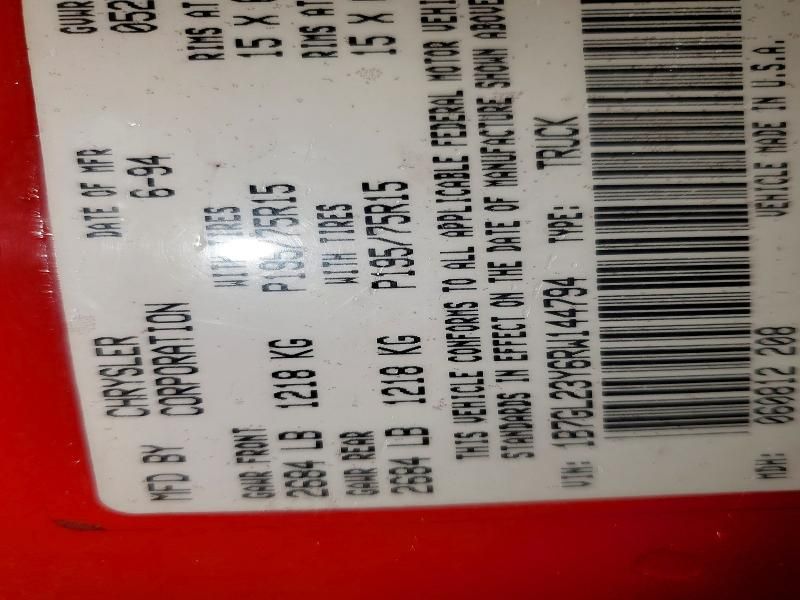 MFD BY CHRYSLER CORPORATION DATE OF MFR 6-94 GVWR 052
GAWR FRONT WITH TIRES RIMS AT
2684 LB 1218 KG P195/75R15 15 X
GAWR REAR WITH TIRES RIMS AT
2684 LB 1218 KG P195/75R15 15 X
THIS VEHICLE CONFORMS TO ALL APPLICABLE FEDERAL MOTOR VEHI
STANDARDS IN EFFECT ON THE DATE OF MANUFACTURE SHOWN ABOVE
VIN: 1B7GL23Y6RW144794 TYPE: TRUCK
MDH: 060812 208 VEHICLE MADE IN U.S.A.